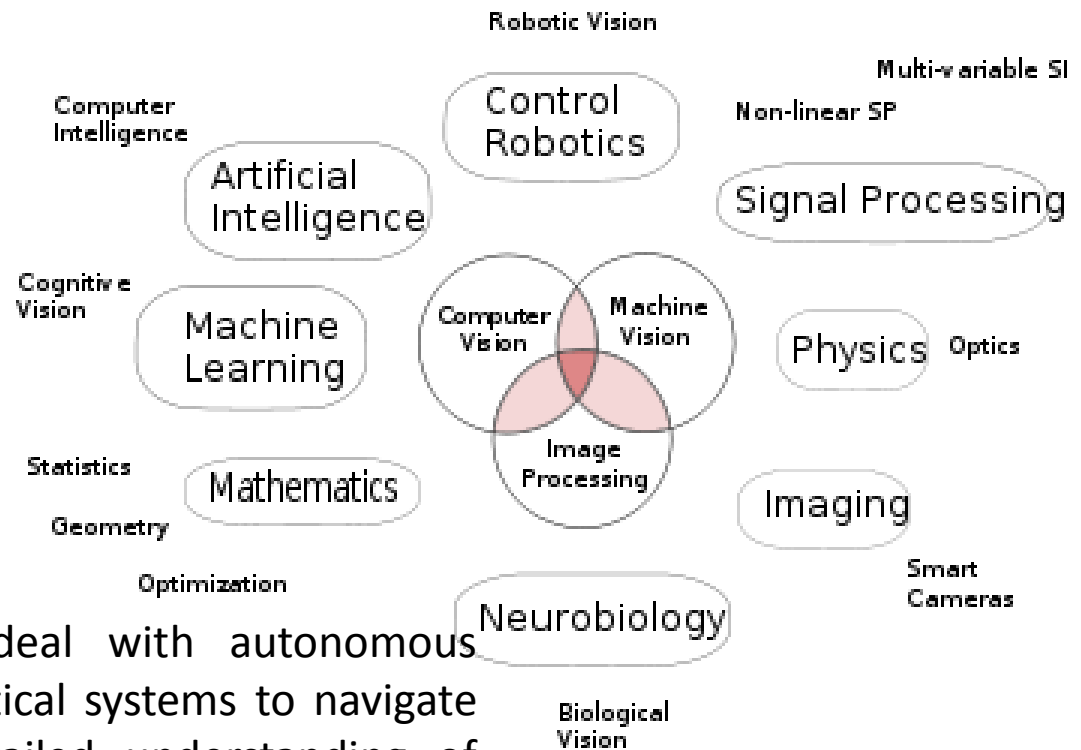 Robotic Vision
Multi-variable
Non-linear SP
Computer
Intelligence
Control
Robotics
Artificial
Intelligence
Signal Processing
Cognitive
Vision
Machine
Learning
Computer
Vision
Machine
Vision
Physics
Optics
Image
Processing
Statistics
Mathematics
Geometry
Imaging
Optimization
Smart
Cameras
Neurobiology
deal with autonomous
systems to navigate
understanding of
Biological
Vision